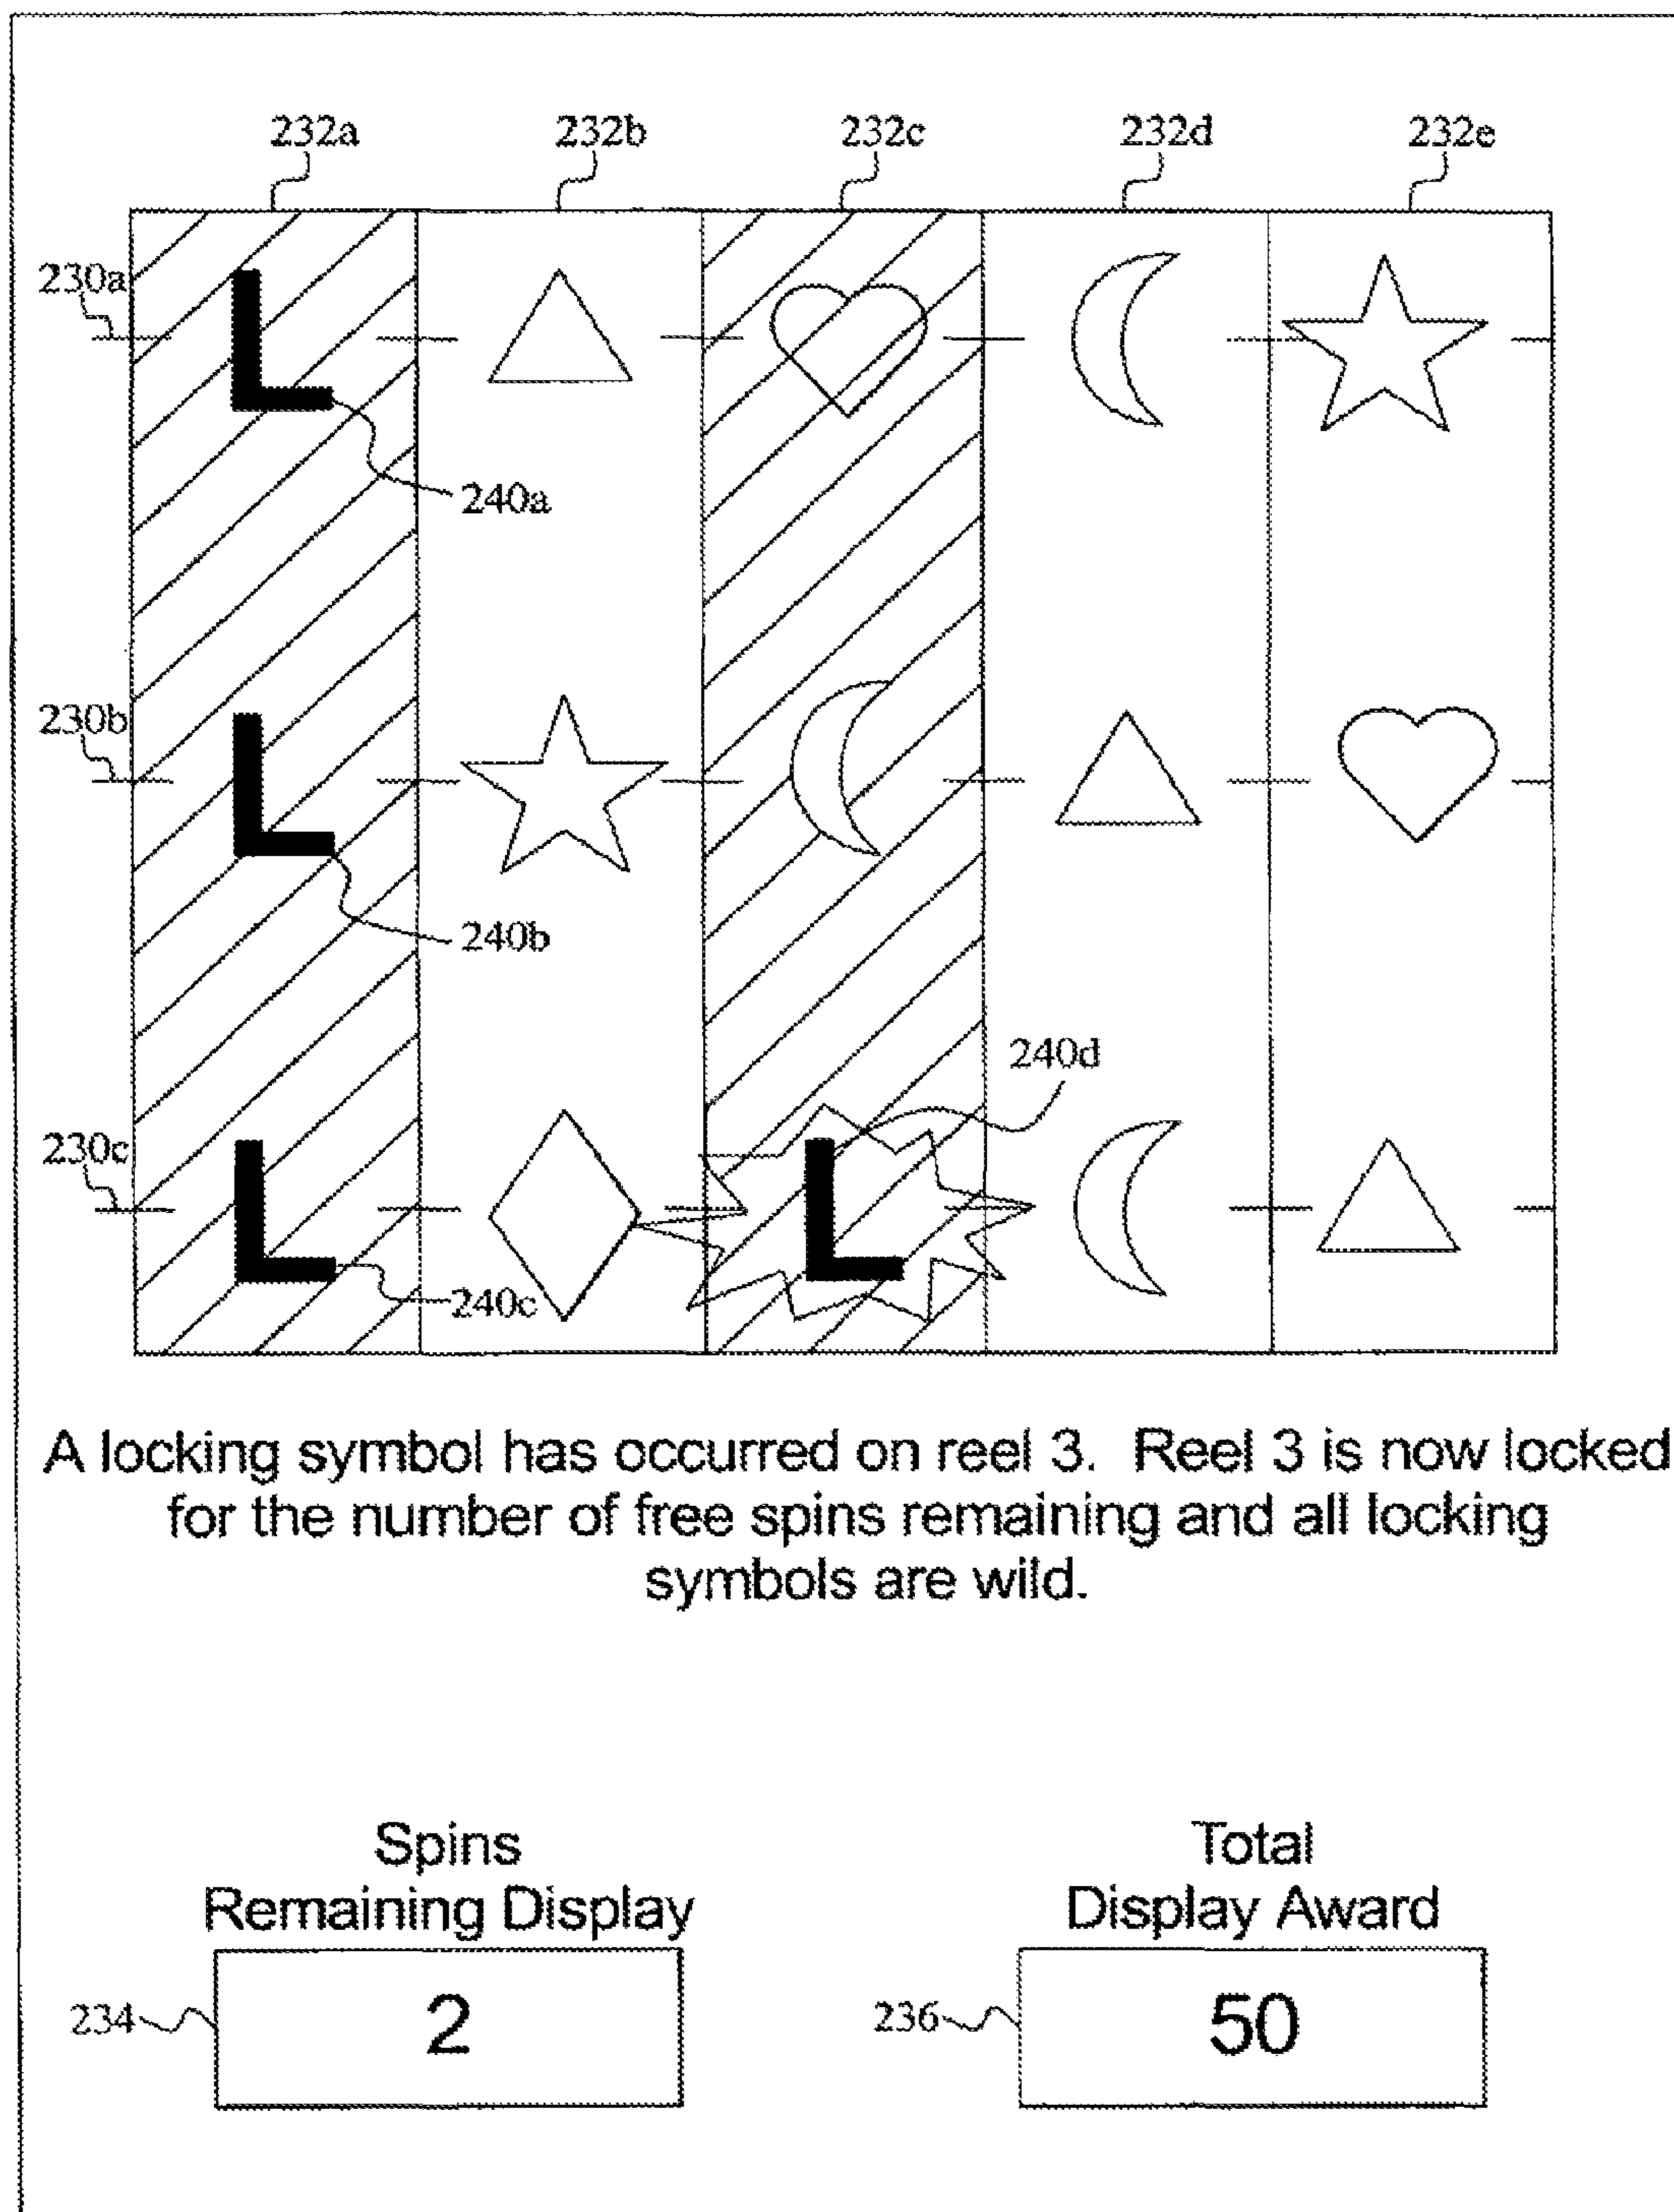 232a 232b 232c 232d 232e
230a L
240a
230b L
240b
240d
230c L L
240c
A locking symbol has occurred on reel 3. Reel 3 is now locked
for the number of free spins remaining and all locking
symbols are wild.
Spins Total
Remaining Display Display Award
234 2 236 50